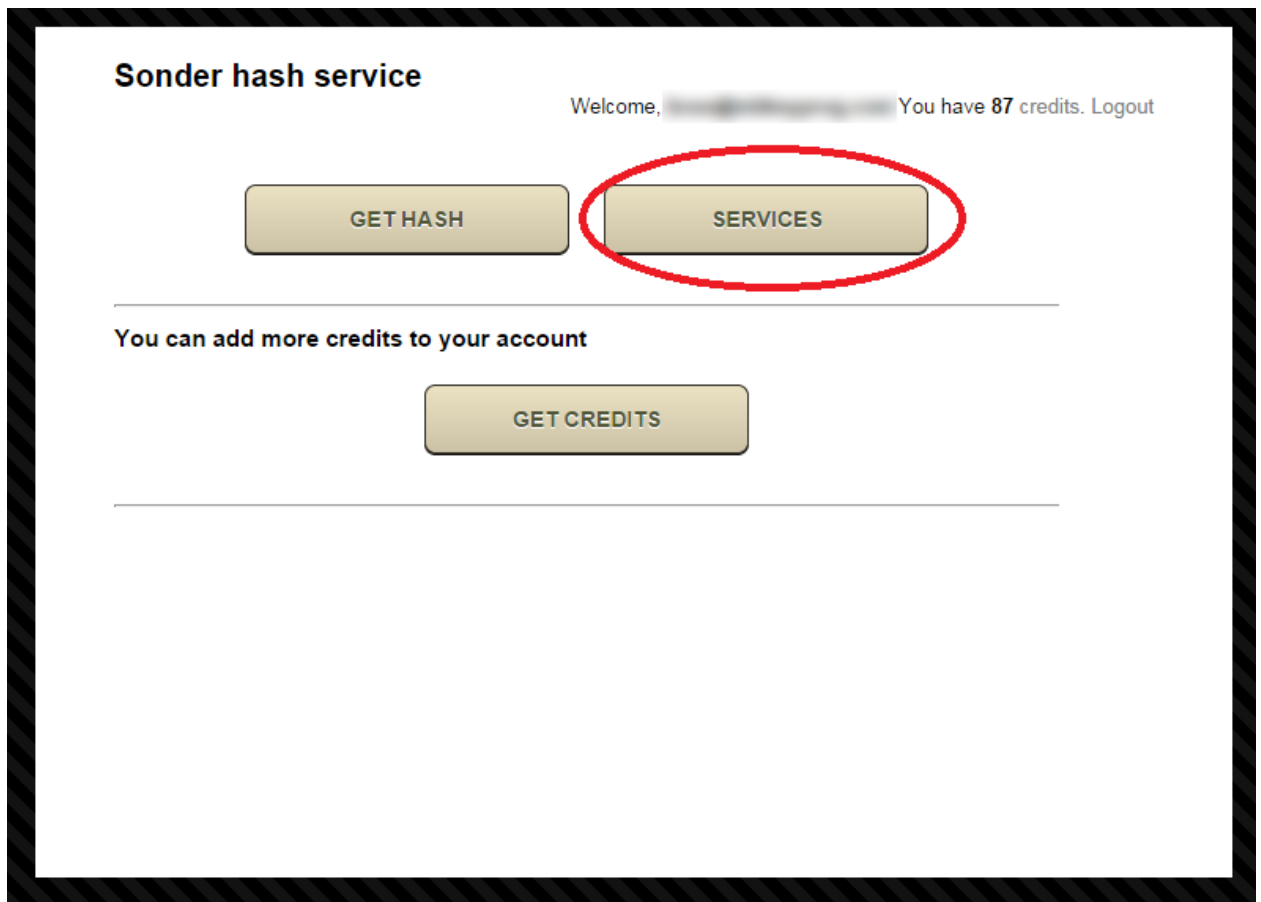 Sonder hash service
Welcome, You have 87 credits. Logout
GET HASH
SERVICES
You can add more credits to your account
GET CREDITS